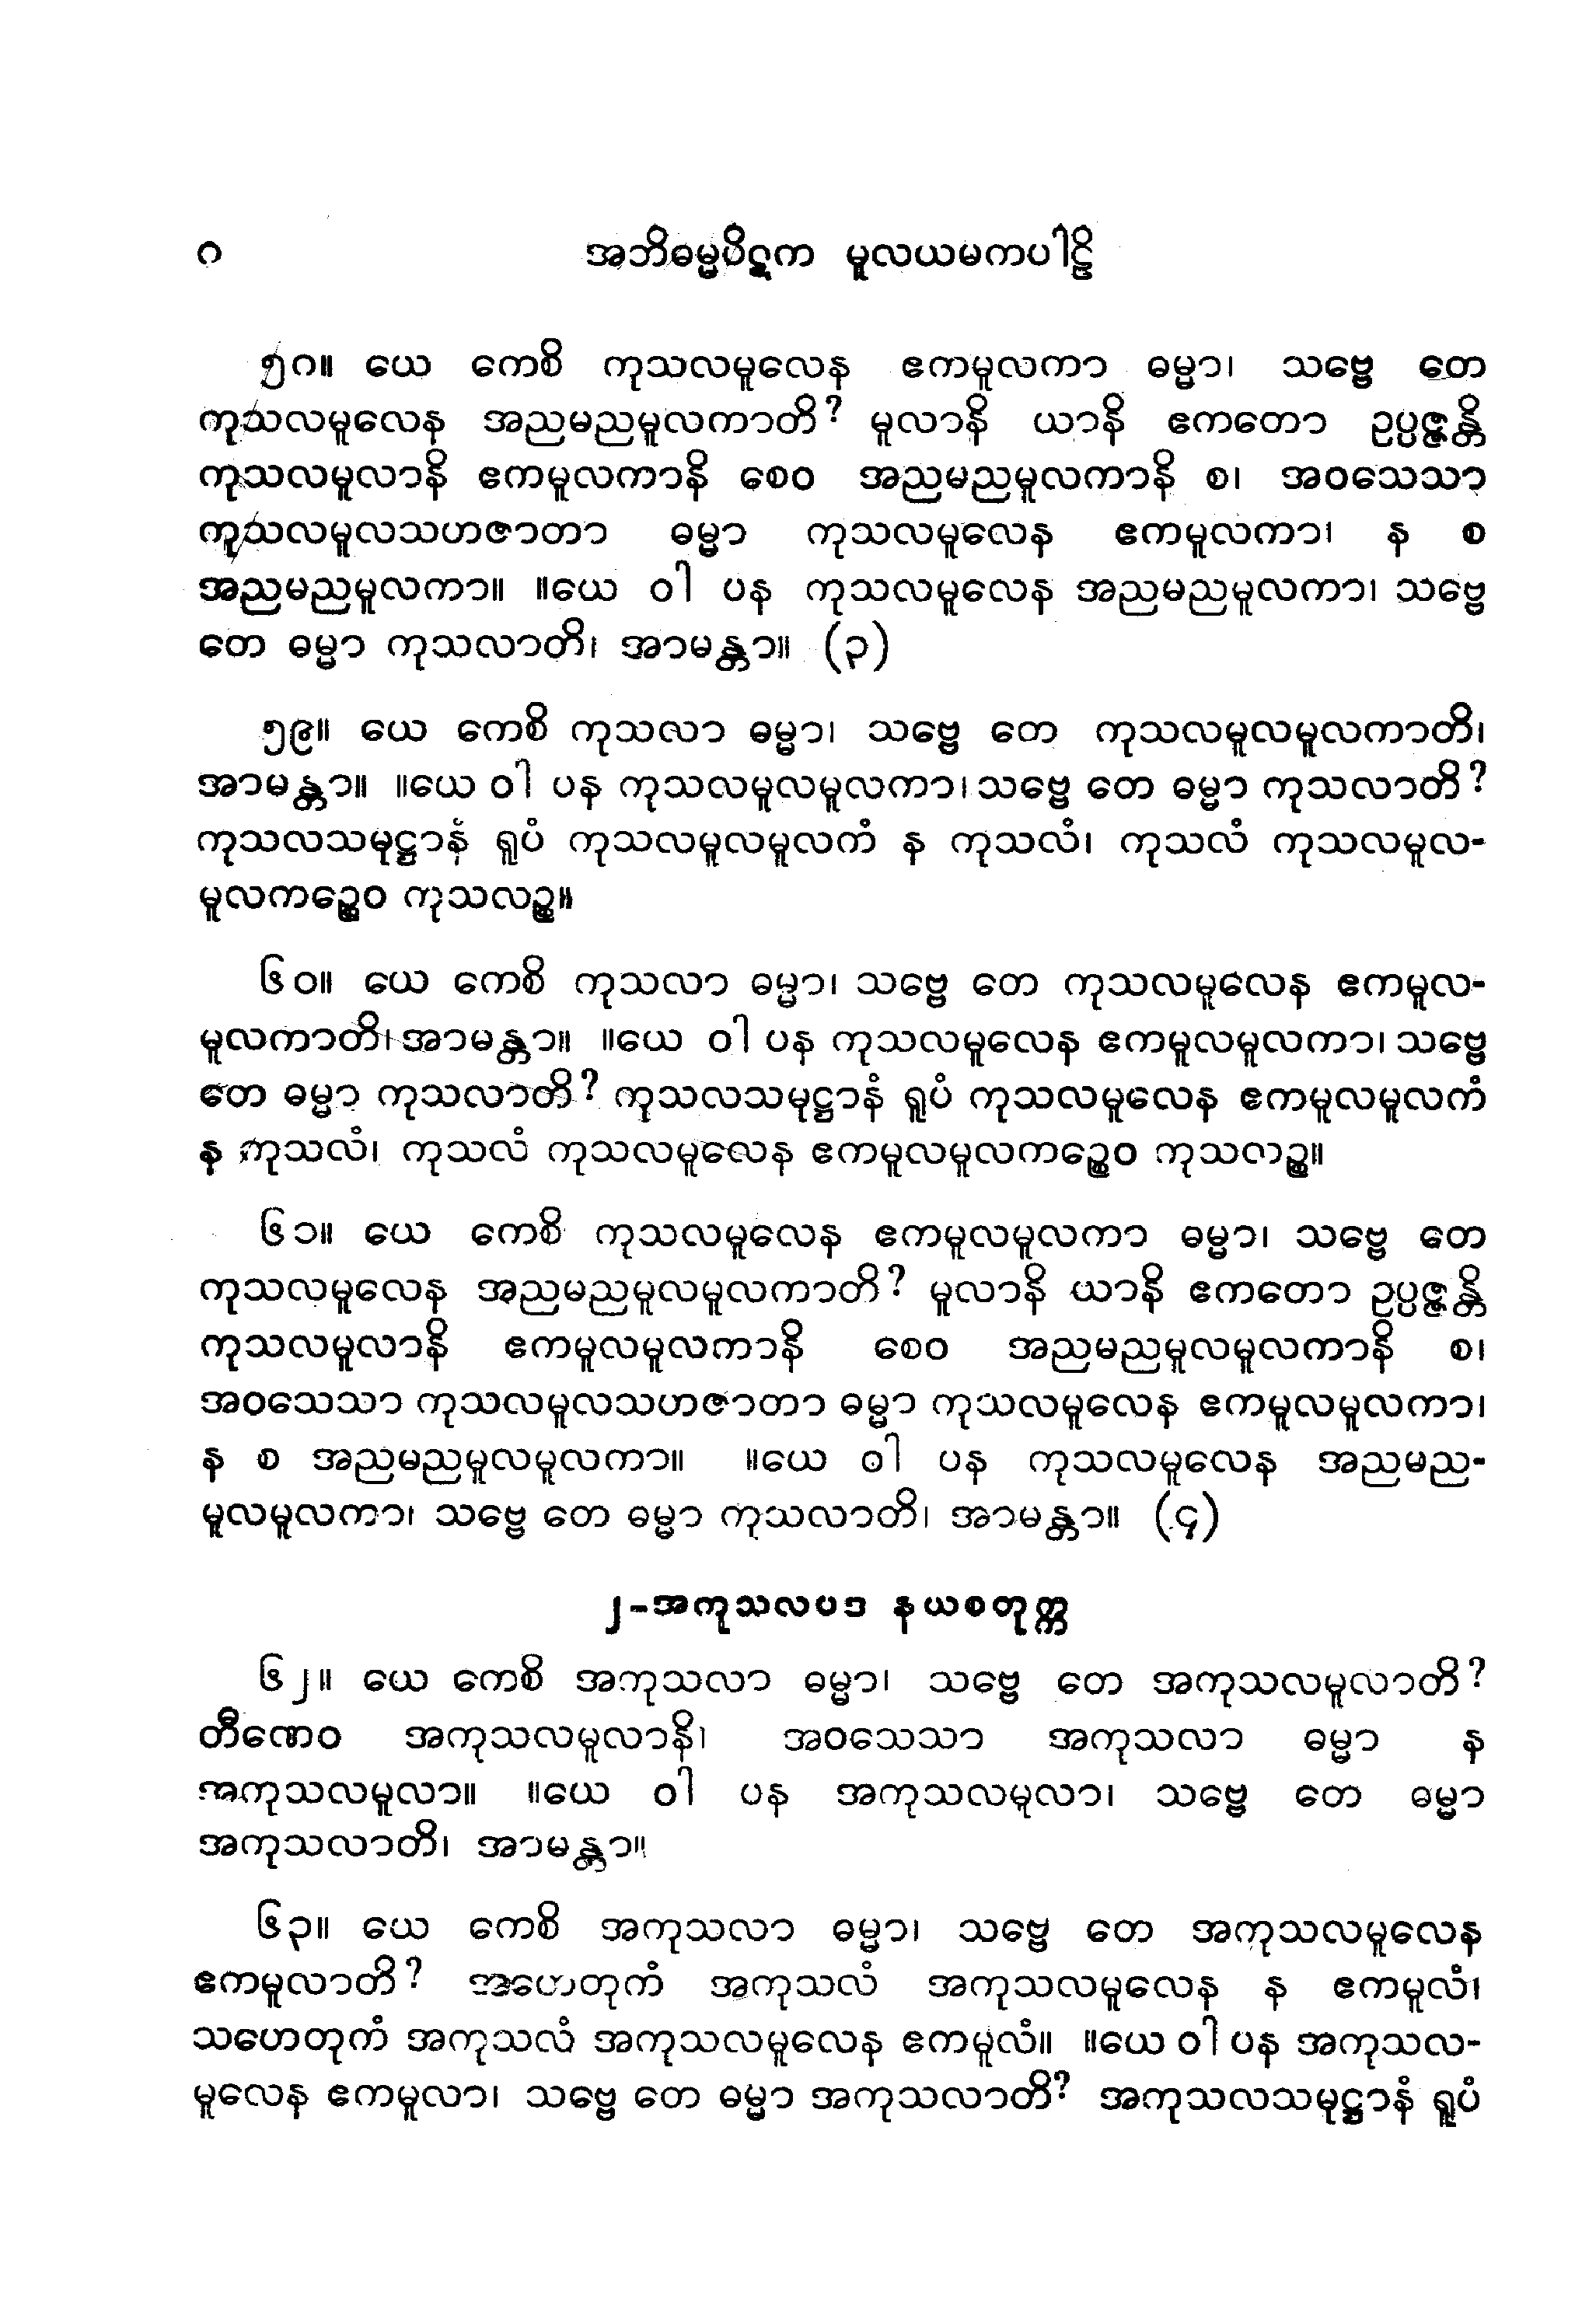 ၈ အဘိဓမ္မပိဋက မူလယမကပါဠိ
၅၈။ ယေ ကေစိ ကုသလမူလေန ဧကမူလကာ ဓမ္မာ၊ သဗ္ဗေ တေ
ကုသလမူလေန အညမညမူလကာတိ? မူလာနိ ယာနိ ဧကတော ဥပ္ပဇ္ဇန္တိ
ကုသလမူလာနိ ဧကမူလကာနိ စေဝ အညမညမူလကာနိ စ၊ အဝသေသာ
ကုသလမူလသဟဇာတာ ဓမ္မာ ကုသလမူလေန ဧကမူလကာ၊ န စ
အညမညမူလကာ။ ။ယေ ဝါ ပန ကုသလမူလေန အညမညမူလကာ၊ သဗ္ဗေ
တေ ဓမ္မာ ကုသလာတိ၊ အာမန္တာ။ (၃)
၅၉။ ယေ ကေစိ ကုသလာ ဓမ္မာ၊ သဗ္ဗေ တေ ကုသလမူလမူလကာတိ၊
အာမန္တာ။ ။ယေ ဝါ ပန ကုသလမူလမူလကာ၊ သဗ္ဗေ တေ ဓမ္မာ ကုသလာတိ?
ကုသလသမုဋ္ဌာနံ ရူပံ ကုသလမူလမူလကံ န ကုသလံ၊ ကုသလံ ကုသလမူလ-
မူလကဉ္စေဝ ကုသလဉ္စ။
၆၀။ ယေ ကေစိ ကုသလာ ဓမ္မာ၊ သဗ္ဗေ တေ ကုသလမူလေန ဧကမူလ-
မူလကာတိ၊ အာမန္တာ။ ။ယေ ဝါ ပန ကုသလမူလေန ဧကမူလမူလကာ၊ သဗ္ဗေ
တေ ဓမ္မာ ကုသလာတိ? ကုသလသမုဋ္ဌာနံ ရူပံ ကုသလမူလေန ဧကမူလမူလကံ
န ကုသလံ၊ ကုသလံ ကုသလမူလေန ဧကမူလမူလကဉ္စေဝ ကုသလဉ္စ။
၆၁။ ယေ ကေစိ ကုသလမူလေန ဧကမူလမူလကာ ဓမ္မာ၊ သဗ္ဗေ တေ
ကုသလမူလေန အညမညမူလမူလကာတိ? မူလာနိ ယာနိ ဧကတော ဥပ္ပဇ္ဇန္တိ
ကုသလမူလာနိ ဧကမူလမူလကာနိ စေဝ အညမညမူလမူလကာနိ စ၊
အဝသေသာ ကုသလမူလသဟဇာတာ ဓမ္မာ ကုသလမူလေန ဧကမူလမူလကာ၊
န စ အညမညမူလမူလကာ။ ။ယေ ဝါ ပန ကုသလမူလေန အညမည-
မူလမူလကာ၊ သဗ္ဗေ တေ ဓမ္မာ ကုသလာတိ၊ အာမန္တာ။ (၄)
၂-အကုသလပဒ နယစတုက္က
၆၂။ ယေ ကေစိ အကုသလာ ဓမ္မာ၊ သဗ္ဗေ တေ အကုသလမူလာတိ?
တီဏေဝ အကုသလမူလာနိ၊ အဝသေသာ အကုသလာ ဓမ္မာ န
အကုသလမူလာ။ ။ယေ ဝါ ပန အကုသလမူလာ၊ သဗ္ဗေ တေ ဓမ္မာ
အကုသလာတိ၊ အာမန္တာ။
၆၃။ ယေ ကေစိ အကုသလာ ဓမ္မာ၊ သဗ္ဗေ တေ အကုသလမူလေန
ဧကမူလာတိ? အဟေတုကံ အကုသလံ အကုသလမူလေန န ဧကမူလံ၊
သဟေတုကံ အကုသလံ အကုသလမူလေန ဧကမူလံ။ ။ယေ ဝါ ပန အကုသလ-
မူလေန ဧကမူလာ၊ သဗ္ဗေ တေ ဓမ္မာ အကုသလာတိ? အကုသလသမုဋ္ဌာနံ ရူပံ